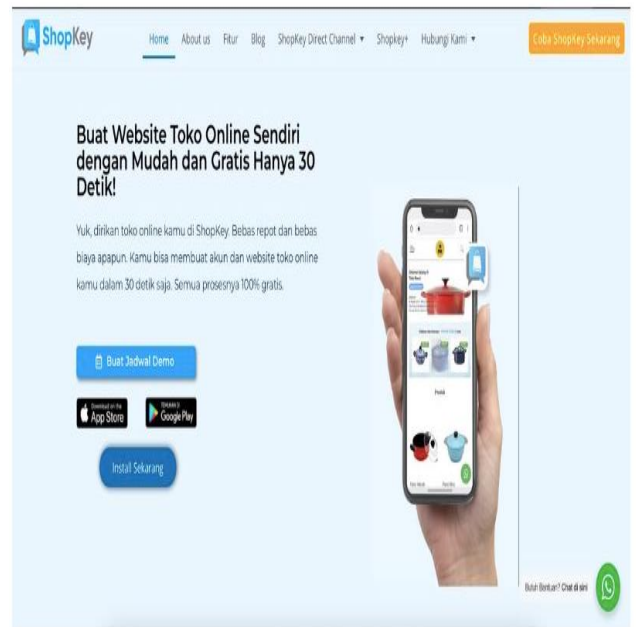 ShopKey
Home About us Fitur Blog ShopKey Direct Channel Shopkey+ Hubungi Kami
Coba ShopKey Sekarang
Buat Website Toko Online Sendiri
dengan Mudah dan Gratis Hanya 30
Detik!
Yuk, dirikan toko online kamu di ShopKey. Bebas repot dan bebas
biaya apapun. Kamu bisa membuat akun dan website toko online
kamu dalam 30 detik saja. Semua prosesnya 100% gratis.
Buat Jadwal Demo
Download on the
App Store
TEMUKAN DI
Google Play
Install Sekarang
Produk
Butuh Bantuan? Chat di sini